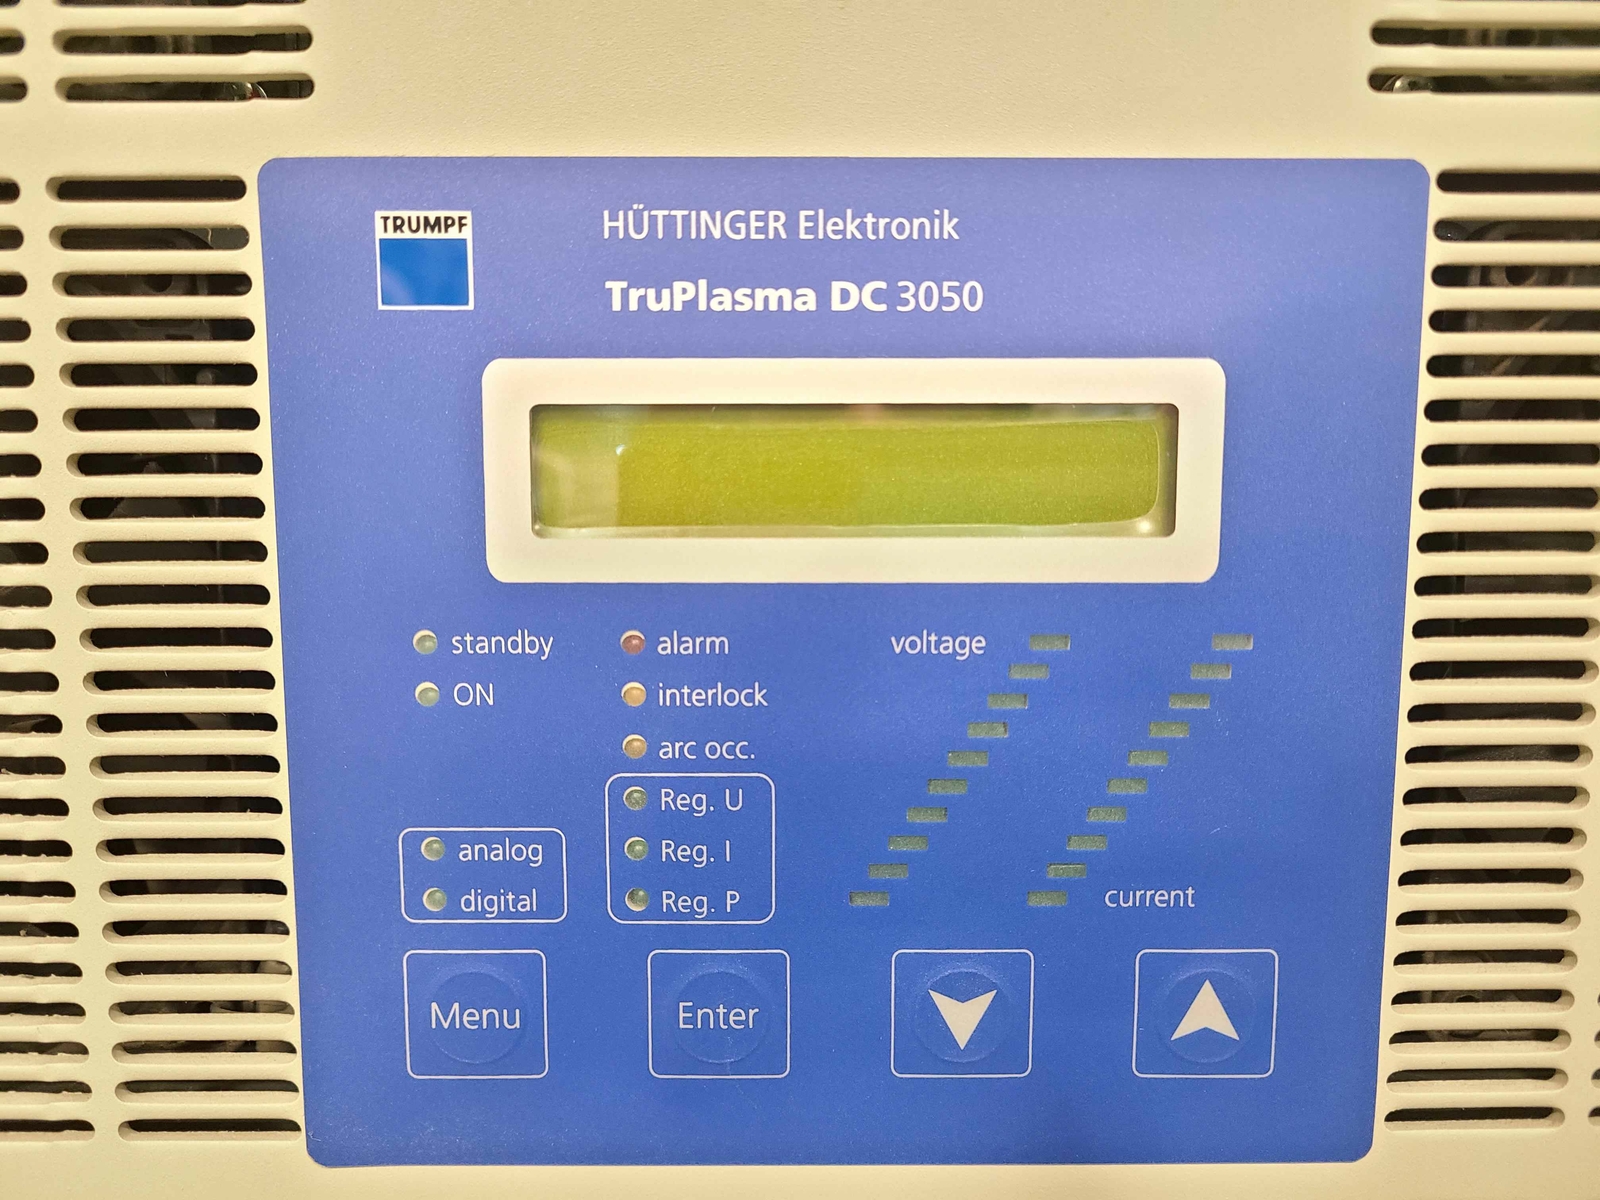 TRUMPF
HÜTTINGER Elektronik
TruPlasma DC 3050
standby
ON
alarm
interlock
arc occ.
Reg. U
Reg. I
Reg. P
analog
digital
voltage
current
Menu
Enter